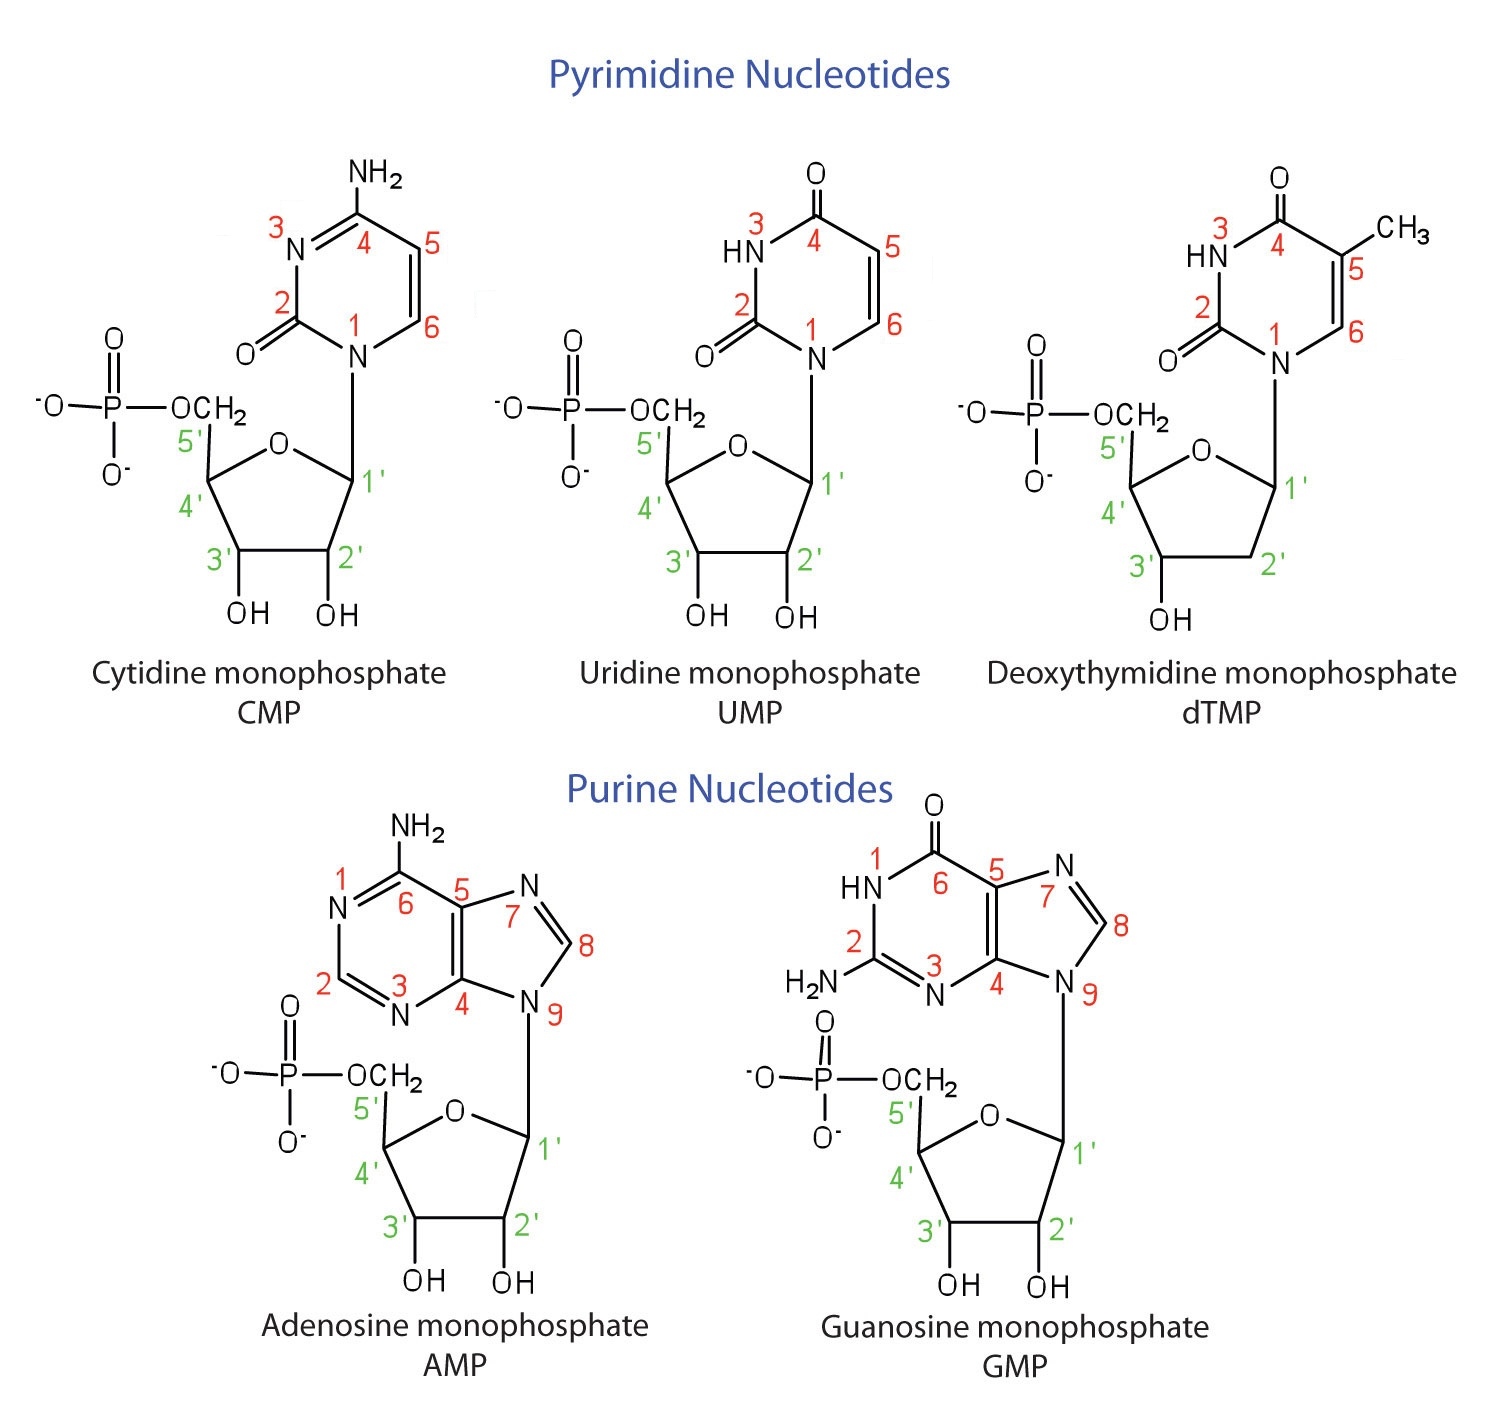 Pyrimidine Nucleotides
NH2
3
N
4
5
2
1
6
O
N
O
-O
P
OCH2
5'
O-
O
1'
4'
3'
2'
OH
OH
Cytidine monophosphate
CMP
O
3
HN
4
5
2
1
6
O
N
O
-O
P
OCH2
5'
O-
O
1'
4'
3'
2'
OH
OH
Uridine monophosphate
UMP
O
3
HN
4
CH3
5
2
1
6
O
N
O
-O
P
OCH2
5'
O-
O
1'
4'
3'
2'
OH
Deoxythymidine monophosphate
dTMP
Purine Nucleotides
NH2
1
N
6
5
N
7
8
2
3
N
4
N
9
O
-O
P
OCH2
5'
O-
O
1'
4'
3'
2'
OH
OH
Adenosine monophosphate
AMP
O
1
HN
6
5
N
7
8
2
H2N
3
N
4
N
9
O
-O
P
OCH2
5'
O-
O
1'
4'
3'
2'
OH
OH
Guanosine monophosphate
GMP